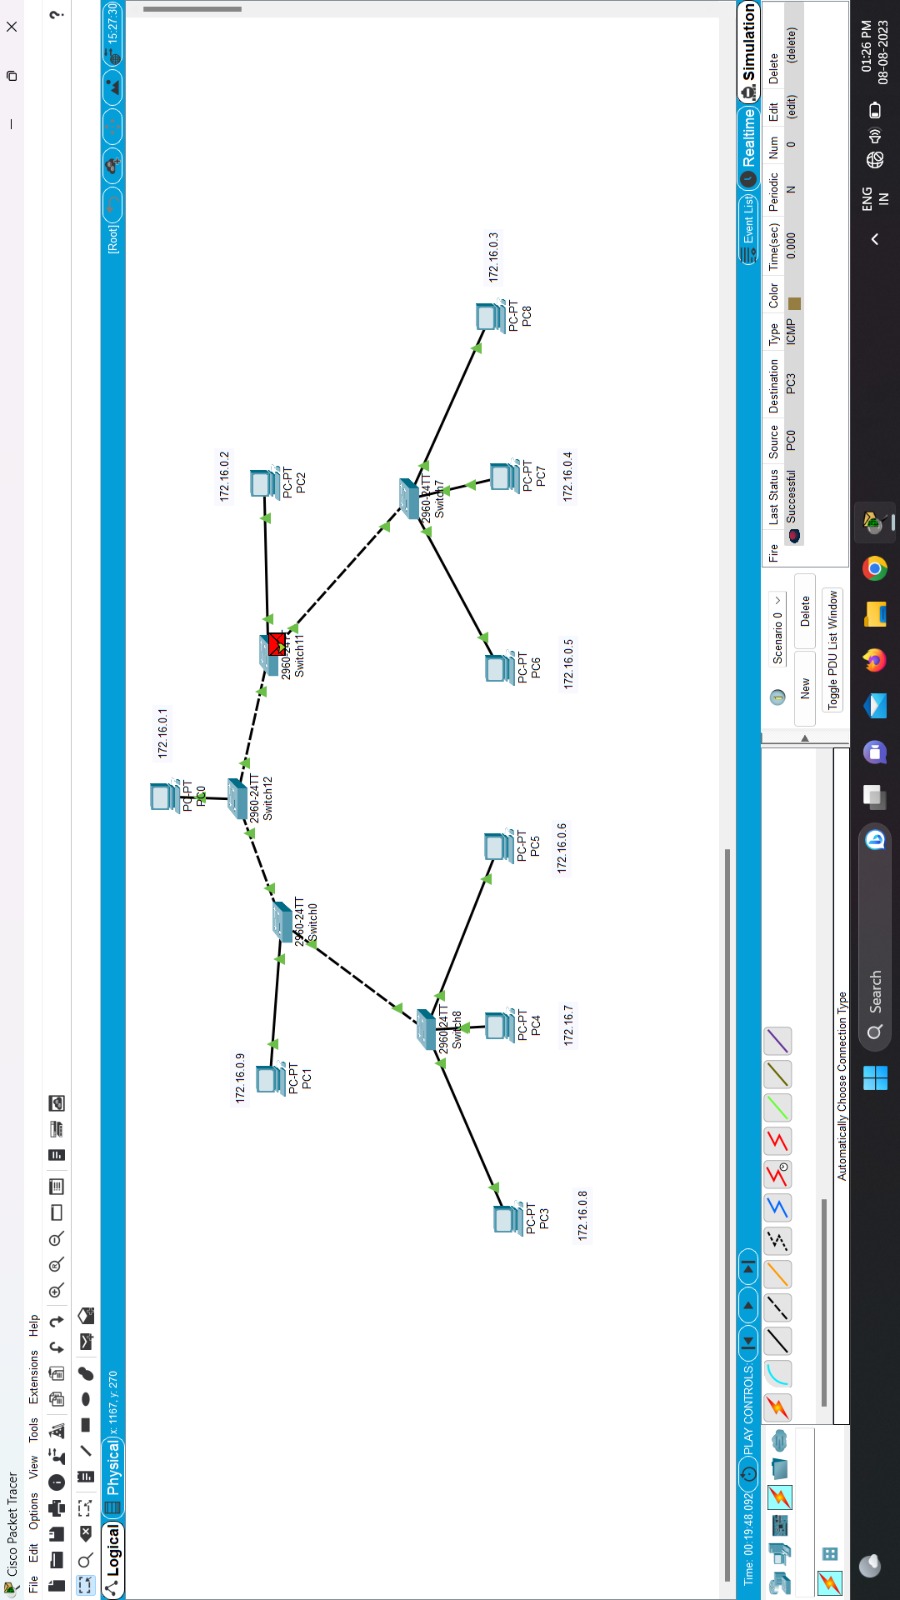 Cisco Packet Tracer
File Edit Options View Tools Extensions Help
?
Logical Physical x: 1167, y: 270
[Root] 15:27:30
172.16.0.1
PC-PT
PC0
2960-24TT
Switch12
172.16.0.2
PC-PT
PC2
2960-24TT
Switch11
172.16.0.9
PC-PT
PC1
2960-24TT
Switch0
2960-24TT
Switch8
2960-24TT
Switch7
PC-PT
PC3
172.16.0.8
PC-PT
PC4
172.16.7
PC-PT
PC5
172.16.0.6
PC-PT
PC6
172.16.0.5
PC-PT
PC7
172.16.0.4
PC-PT
PC8
172.16.0.3
Time: 00:19:48.092 PLAY CONTROLS:
Event List Realtime Simulation
Scenario 0
New Delete
Toggle PDU List Window
Fire Last Status Source Destination Type Color Time(sec) Periodic Num Edit Delete
Successful PC0 PC3 ICMP 0.000 N 0 (edit) (delete)
Automatically Choose Connection Type
Search
ENG
IN
01:26 PM
08-08-2023